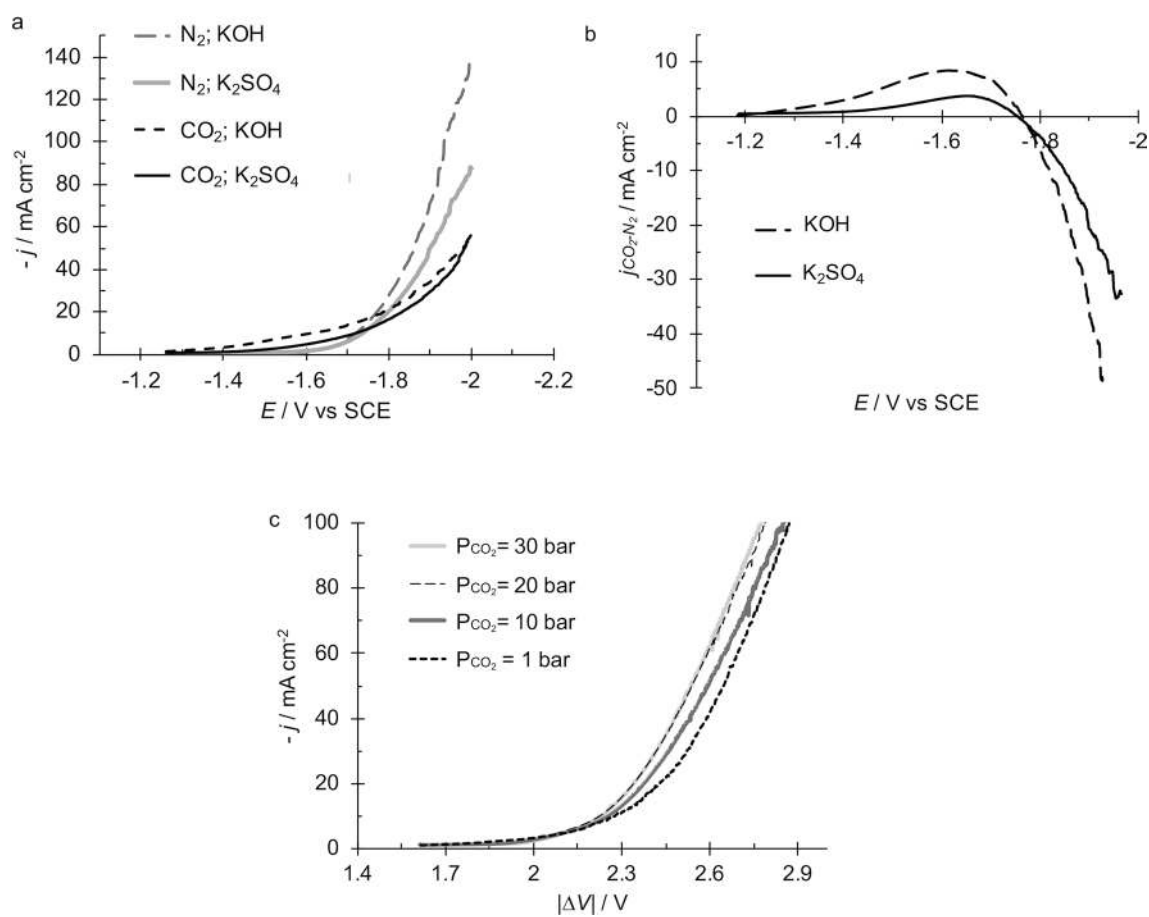 a
N₂; KOH
N₂; K₂SO₄
CO₂; KOH
CO₂; K₂SO₄
140
120
100
80
60
40
20
0
- j / mA cm⁻²
-1.2
-1.4
-1.6
-1.8
-2
-2.2
E / V vs SCE
b
10
5
0
-5
-10
-20
-30
-40
-50
-1.2
-1.4
-1.6
-1.8
-2
jCO₂-N₂ / mA cm⁻²
KOH
K₂SO₄
E / V vs SCE
c
PCO₂= 30 bar
PCO₂= 20 bar
PCO₂= 10 bar
PCO₂ = 1 bar
100
80
60
40
20
0
- j / mA cm⁻²
1.4
1.7
2
2.3
2.6
2.9
|ΔV| / V